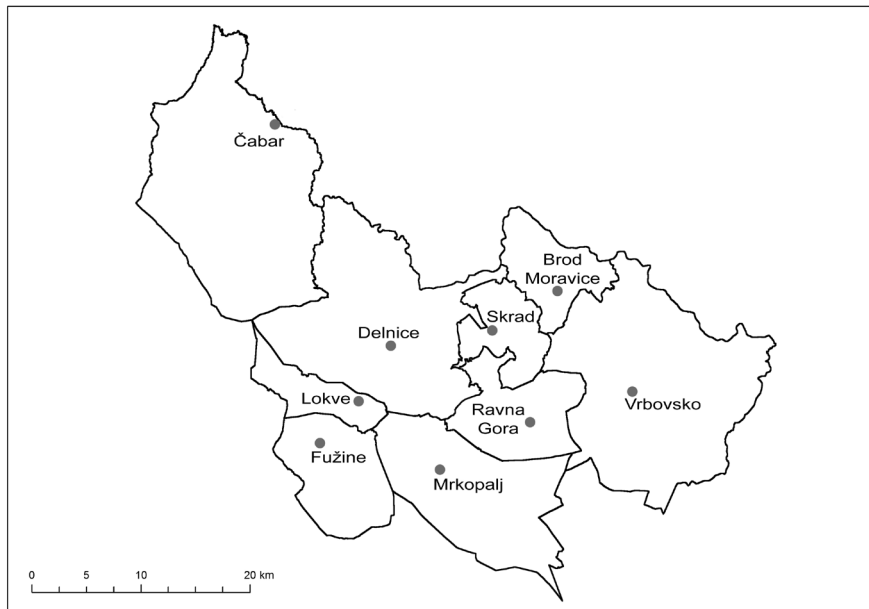 Čabar
Brod
Moravice
Skrad
Delnice
Lokve
Ravna
Gora
Vrbovsko
Fužine
Mrkopalj
0 5 10 20 km